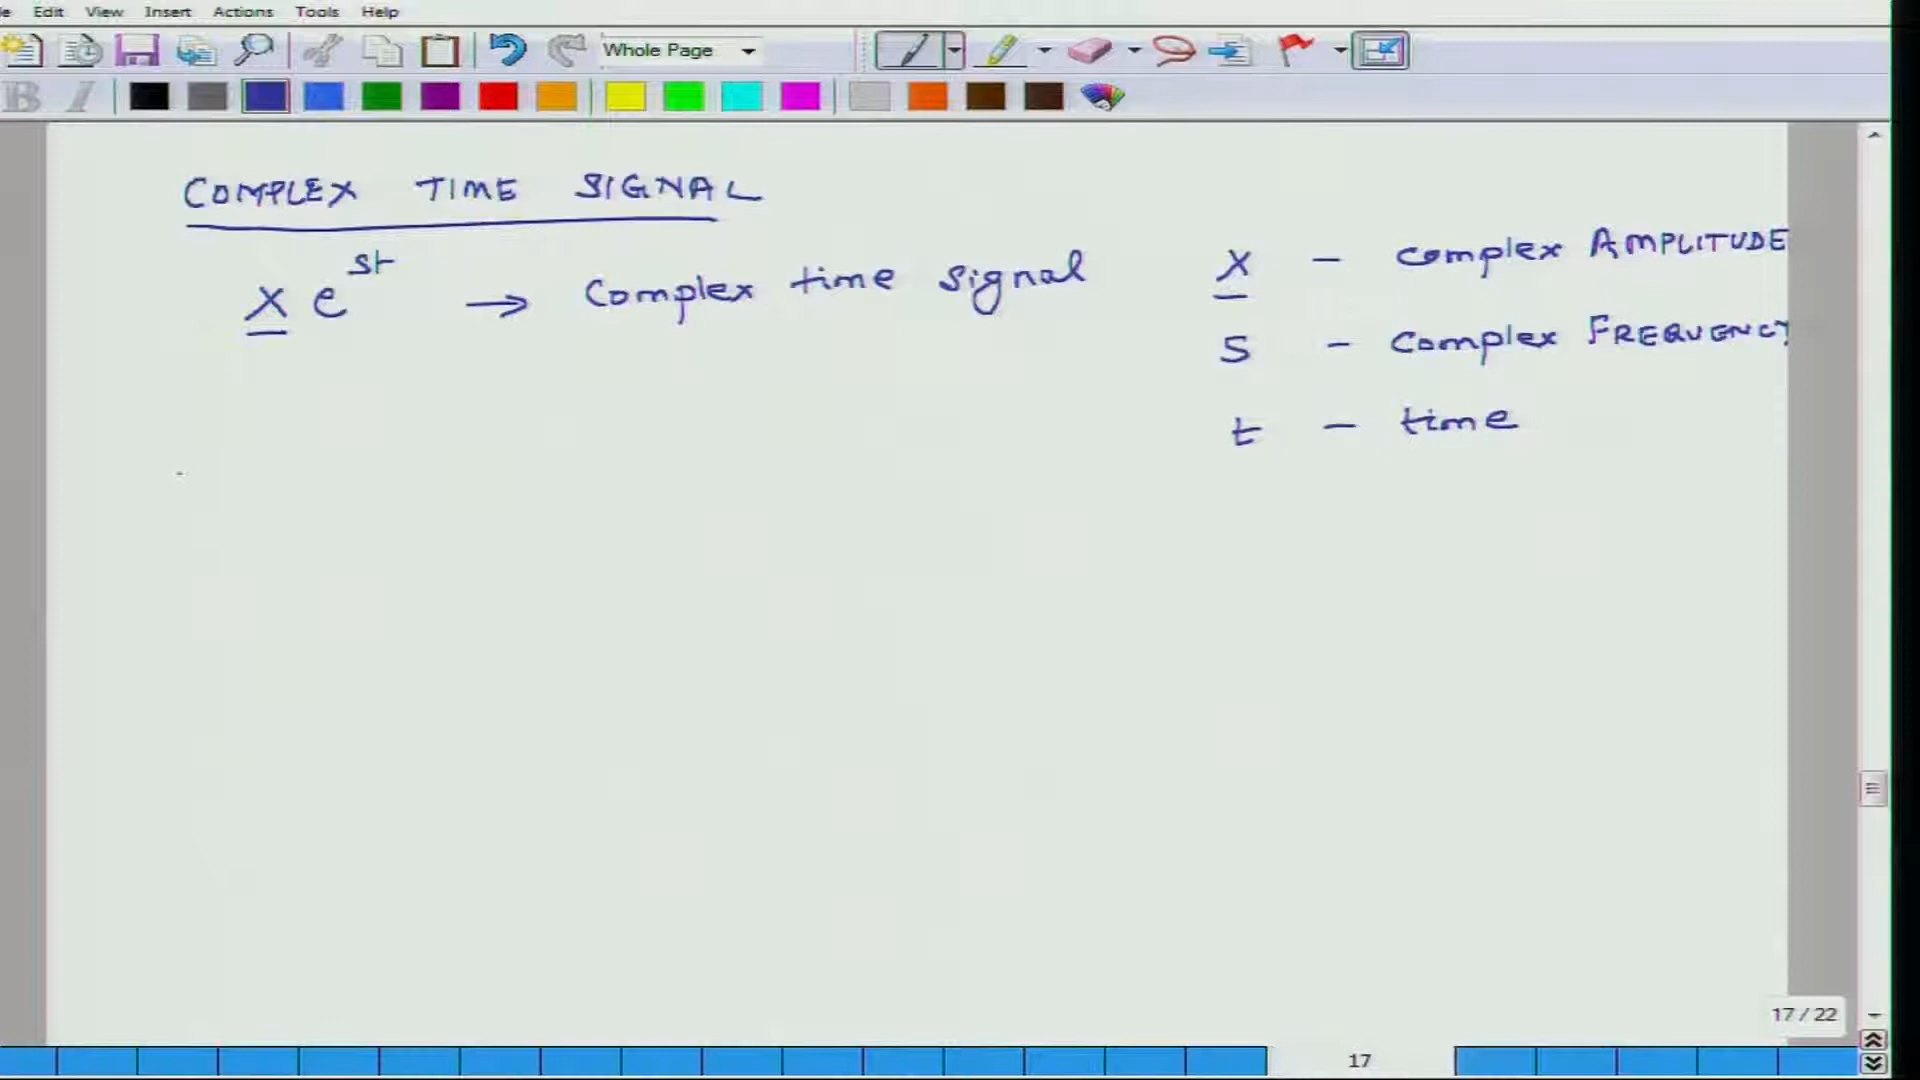 Edit View Insert Actions Tools Help
Whole Page
B I
COMPLEX TIME SIGNAL
X e^st → Complex time signal
X - complex AMPLITUDE
S - complex FREQUENCY
t - time
17 / 22
17